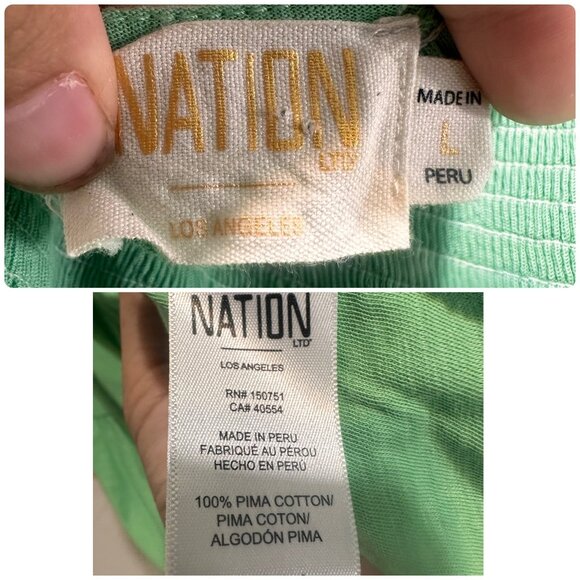 NATION
LTD
LOS ANGELES
MADE IN
L
PERU
NATION
LTD
LOS ANGELES
RN# 150751
CA# 40554
MADE IN PERU
FABRIQUÉ AU PÉROU
HECHO EN PERÚ
100% PIMA COTTON/
PIMA COTON/
ALGODÓN PIMA